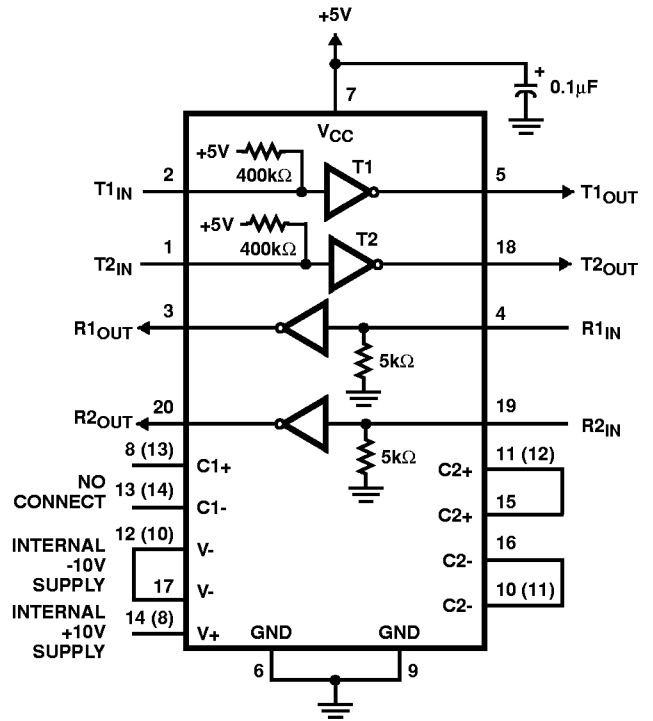 +5V
+
0.1μF
7
VCC
+5V
400kΩ
T1
2
T1IN
5
T1OUT
+5V
400kΩ
T2
1
T2IN
18
T2OUT
3
R1OUT
4
R1IN
5kΩ
20
R2OUT
19
R2IN
5kΩ
8 (13)
C1+
NO
CONNECT
13 (14)
C1-
11 (12)
C2+
15
C2+
INTERNAL
-10V
SUPPLY
12 (10)
V-
17
V-
16
C2-
10 (11)
C2-
INTERNAL
+10V
SUPPLY
14 (8)
V+
GND
GND
6
9